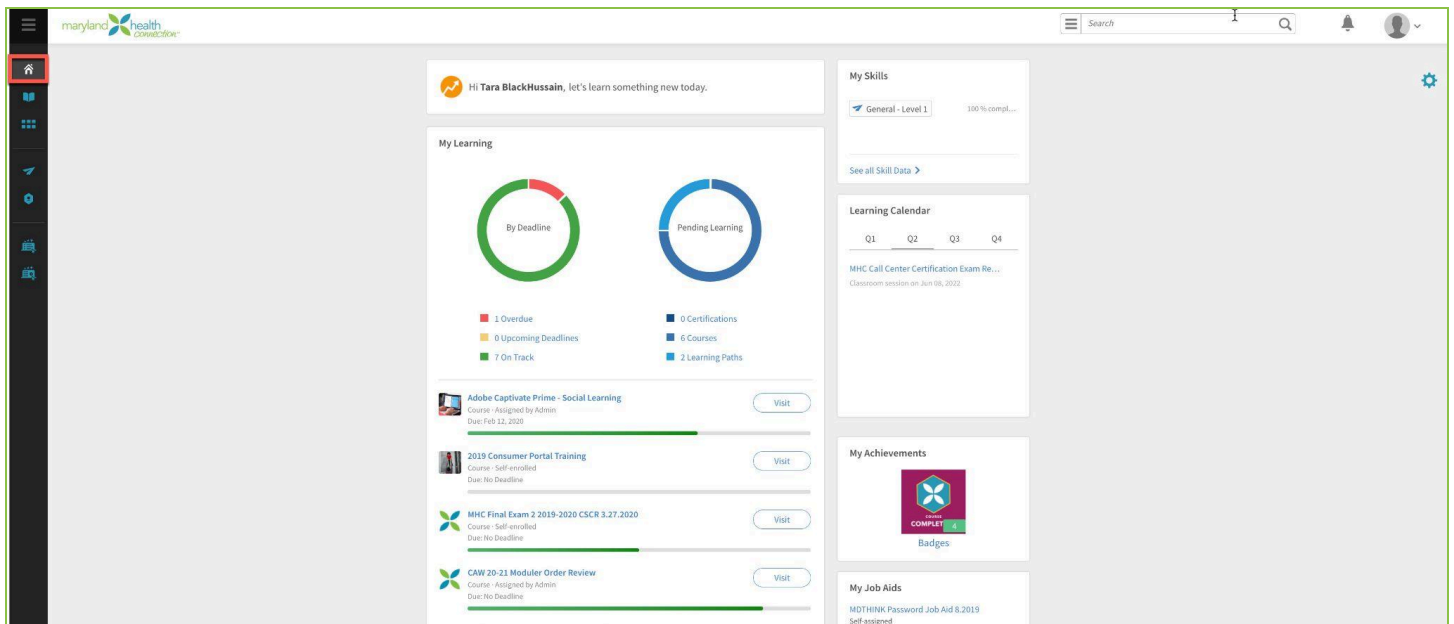 maryland health connection
Search
Hi Tara BlackHussain, let's learn something new today.
My Learning
By Deadline
Pending Learning
1 Overdue
0 Upcoming Deadlines
7 On Track
0 Certifications
6 Courses
2 Learning Paths
Adobe Captivate Prime - Social Learning
Course - Assigned by Admin
Due: Feb 12, 2020
Visit
2019 Consumer Portal Training
Course - Self-enrolled
Due: No Deadline
Visit
MHC Final Exam 2 2019-2020 CSCR 3.27.2020
Course - Self-enrolled
Due: No Deadline
Visit
CAW 20-21 Moduler Order Review
Course - Assigned by Admin
Due: No Deadline
Visit
My Skills
General - Level 1
100 % compl...
See all Skill Data
Learning Calendar
Q1 Q2 Q3 Q4
MHC Call Center Certification Exam Re...
Classroom session on Jun 08, 2022
My Achievements
COURSE
COMPLET
4
Badges
My Job Aids
MDTHINK Password Job Aid 8.2019
Self-assigned